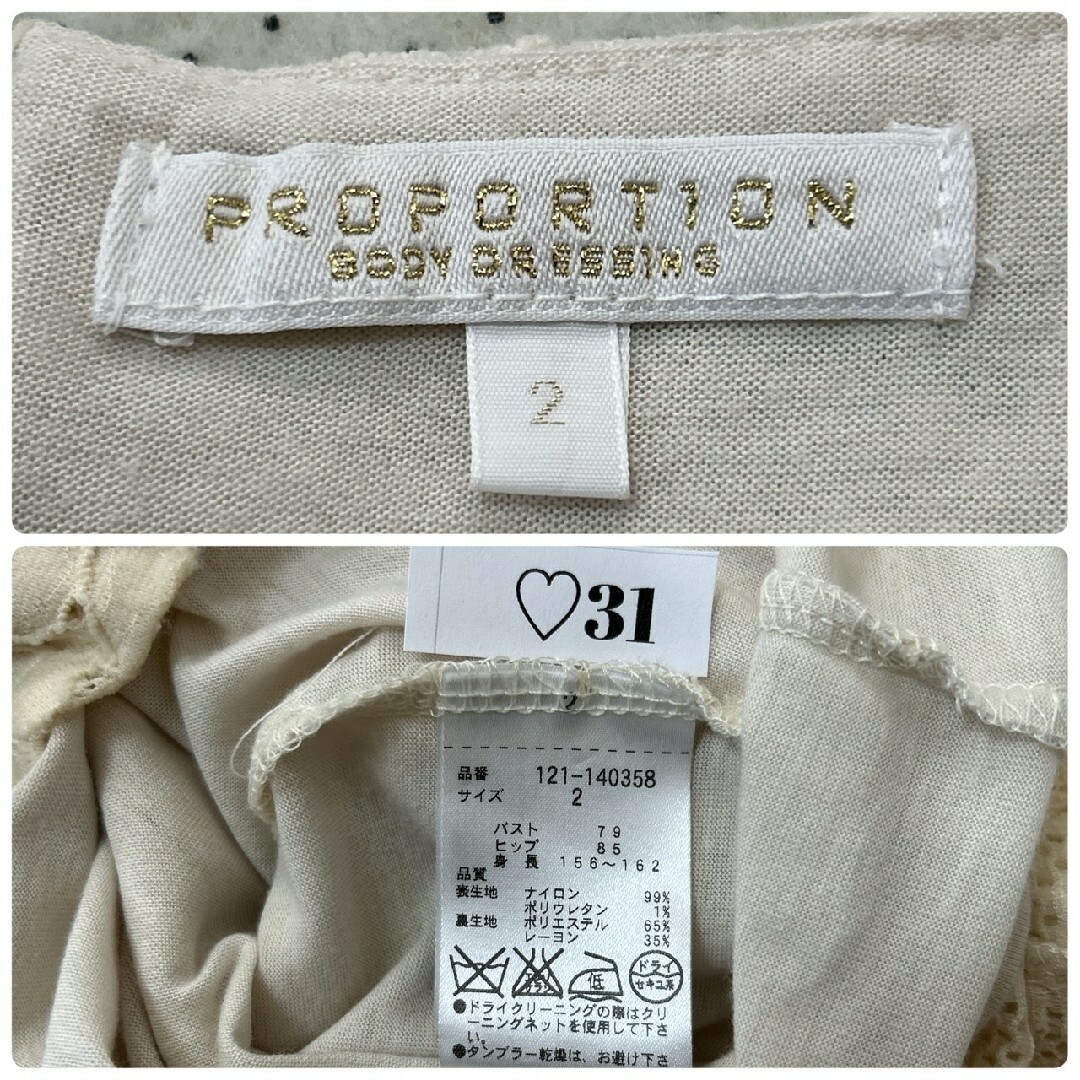 PROPORTION
BODY DRESSING
2
♡31
2
品番 121-140358
サイズ 2
バスト 79
ヒップ 85
身長 156〜162
品質
表生地 ナイロン 99%
ポリウレタン 1%
裏生地 ポリエステル 65%
レーヨン 35%
低
ドライ
セキユ系
●ドライクリーニングの際はクリ
ーニングネットを使用して下さ
い。
●タンブラー乾燥は、お避け下さ